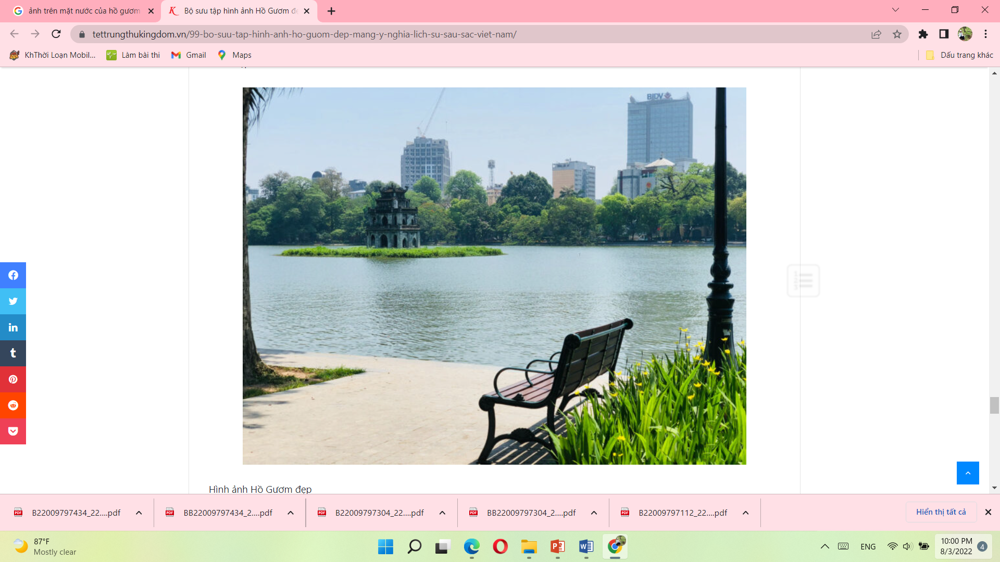 ảnh trên mặt nước của hồ gươm
Bộ sưu tập hình ảnh Hồ Gươm đẹ
tettrungthukingdom.vn/99-bo-suu-tap-hinh-anh-ho-guom-dep-mang-y-nghia-lich-su-sau-sac-viet-nam/
KhThời Loạn Mobil...
Làm bài thi
Gmail
Maps
Dấu trang khác
BIDV
Hình ảnh Hồ Gươm đẹp
B22009797434_22....pdf
BB22009797434_2....pdf
B22009797304_22....pdf
BB22009797304_2....pdf
B22009797112_22....pdf
Hiển thị tất cả
87°F
Mostly clear
ENG
10:00 PM
8/3/2022
4